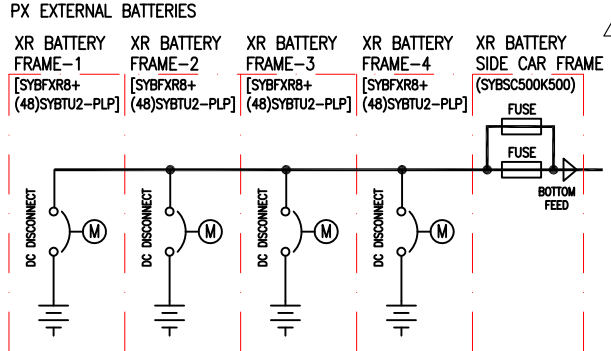 PX EXTERNAL BATTERIES
XR BATTERY
FRAME-1
[SYBFXR8+
(48)SYBTU2-PLP]
XR BATTERY
FRAME-2
[SYBFXR8+
(48)SYBTU2-PLP]
XR BATTERY
FRAME-3
[SYBFXR8+
(48)SYBTU2-PLP]
XR BATTERY
FRAME-4
[SYBFXR8+
(48)SYBTU2-PLP]
XR BATTERY
SIDE CAR FRAME
(SYBSC500K500)
FUSE
FUSE
BOTTOM
FEED
DC DISCONNECT
M
DC DISCONNECT
M
DC DISCONNECT
M
DC DISCONNECT
M